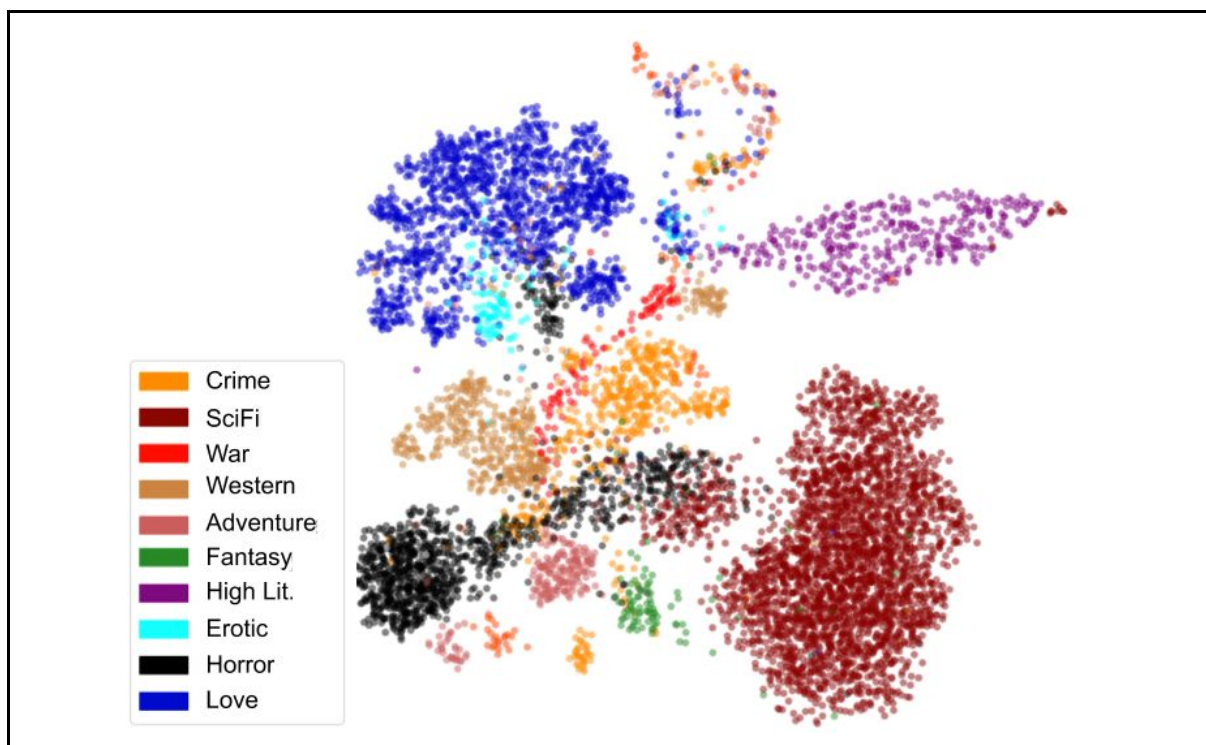 Crime
SciFi
War
Western
Adventure
Fantasy
High Lit.
Erotic
Horror
Love